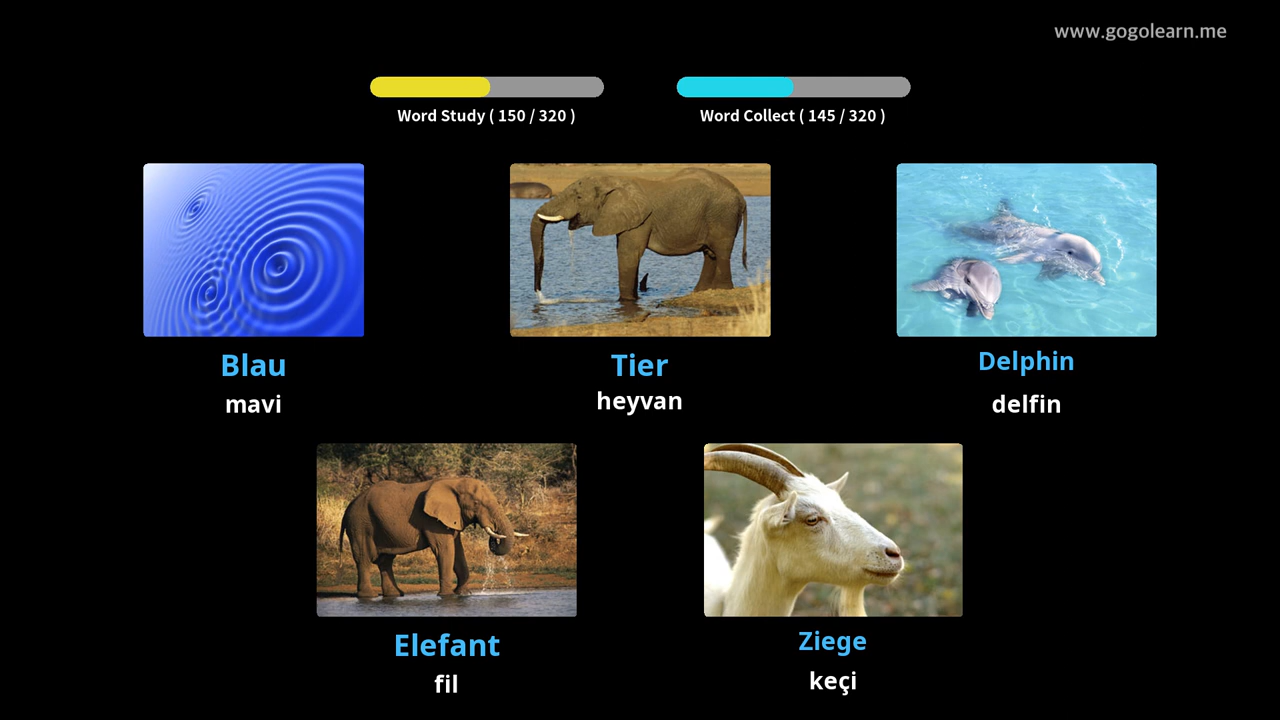 www.gogolearn.me
Word Study ( 150 / 320 )
Word Collect ( 145 / 320 )
Blau
mavi
Tier
heyvan
Delphin
delfin
Elefant
fil
Ziege
keçi